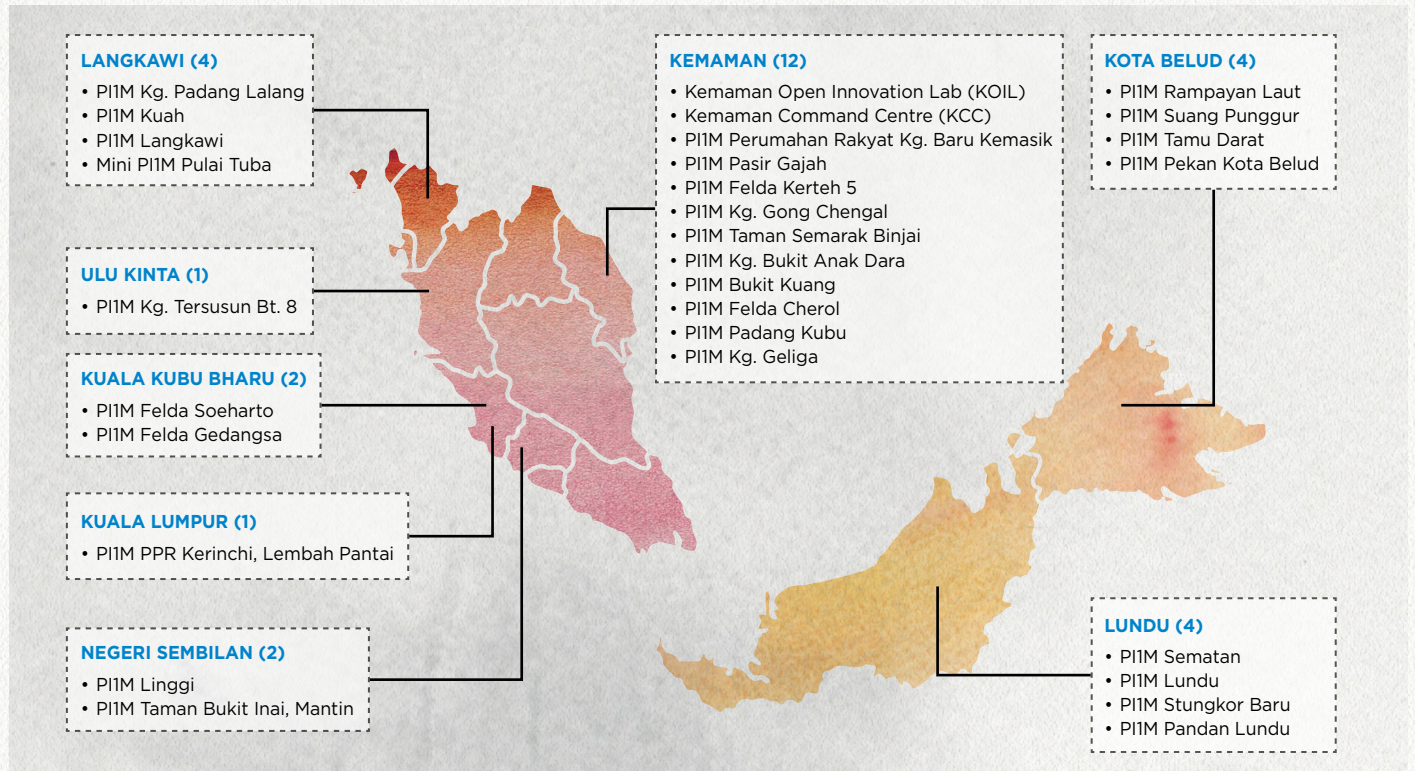 LANGKAWI (4)
• PI1M Kg. Padang Lalang
• PI1M Kuah
• PI1M Langkawi
• Mini PI1M Pulai Tuba
ULU KINTA (1)
• PI1M Kg. Tersusun Bt. 8
KUALA KUBU BHARU (2)
• PI1M Felda Soeharto
• PI1M Felda Gedangsa
KUALA LUMPUR (1)
• PI1M PPR Kerinchi, Lembah Pantai
NEGERI SEMBILAN (2)
• PI1M Linggi
• PI1M Taman Bukit Inai, Mantin
KEMAMAN (12)
• Kemaman Open Innovation Lab (KOIL)
• Kemaman Command Centre (KCC)
• PI1M Perumahan Rakyat Kg. Baru Kemasik
• PI1M Pasir Gajah
• PI1M Felda Kerteh 5
• PI1M Kg. Gong Chengal
• PI1M Taman Semarak Binjai
• PI1M Kg. Bukit Anak Dara
• PI1M Bukit Kuang
• PI1M Felda Cherol
• PI1M Padang Kubu
• PI1M Kg. Geliga
KOTA BELUD (4)
• PI1M Rampayan Laut
• PI1M Suang Punggur
• PI1M Tamu Darat
• PI1M Pekan Kota Belud
LUNDU (4)
• PI1M Sematan
• PI1M Lundu
• PI1M Stungkor Baru
• PI1M Pandan Lundu